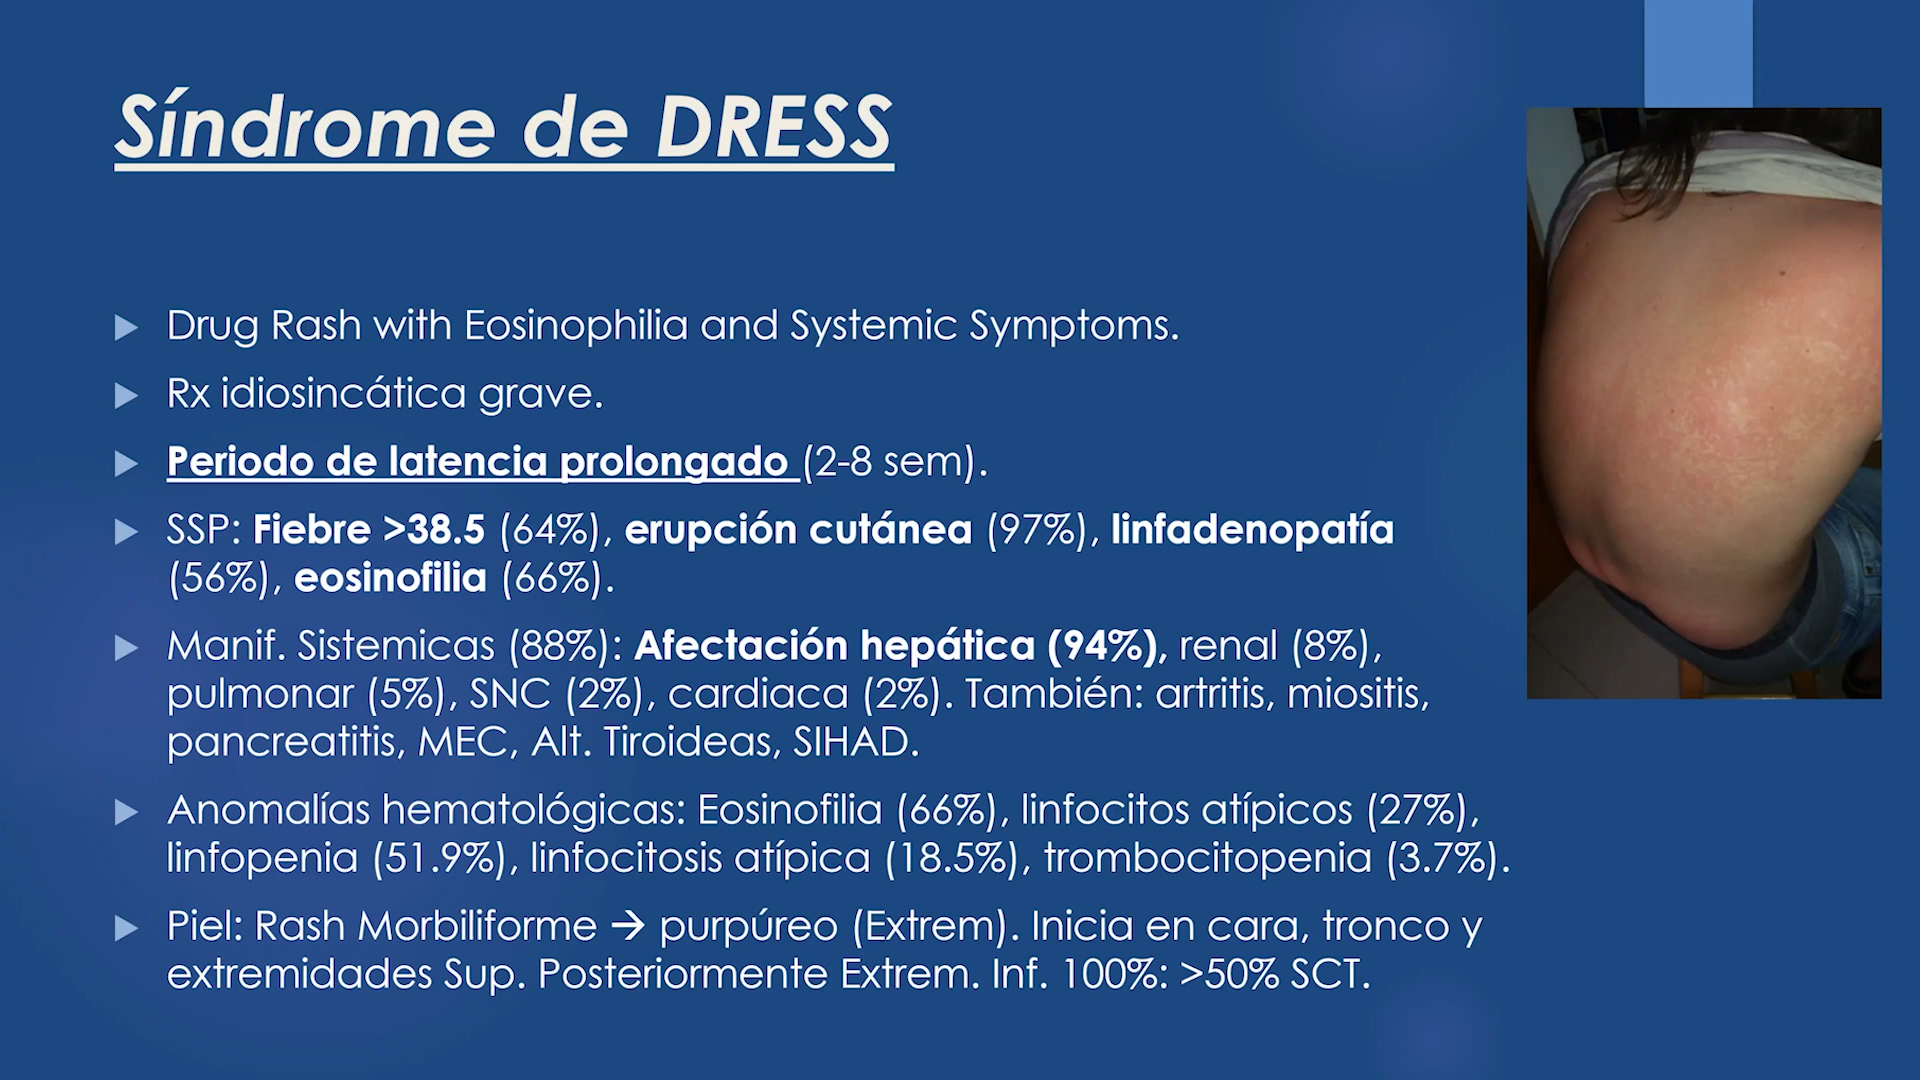 Síndrome de DRESS
Drug Rash with Eosinophilia and Systemic Symptoms.
Rx idiosincática grave.
Periodo de latencia prolongado (2-8 sem).
SSP: Fiebre >38.5 (64%), erupción cutánea (97%), linfadenopatía
(56%), eosinofilia (66%).
Manif. Sistemicas (88%): Afectación hepática (94%), renal (8%),
pulmonar (5%), SNC (2%), cardiaca (2%). También: artritis, miositis,
pancreatitis, MEC, Alt. Tiroideas, SIHAD.
Anomalías hematológicas: Eosinofilia (66%), linfocitos atípicos (27%),
linfopenia (51.9%), linfocitosis atípica (18.5%), trombocitopenia (3.7%).
Piel: Rash Morbiliforme → purpúreo (Extrem). Inicia en cara, tronco y
extremidades Sup. Posteriormente Extrem. Inf. 100%: >50% SCT.